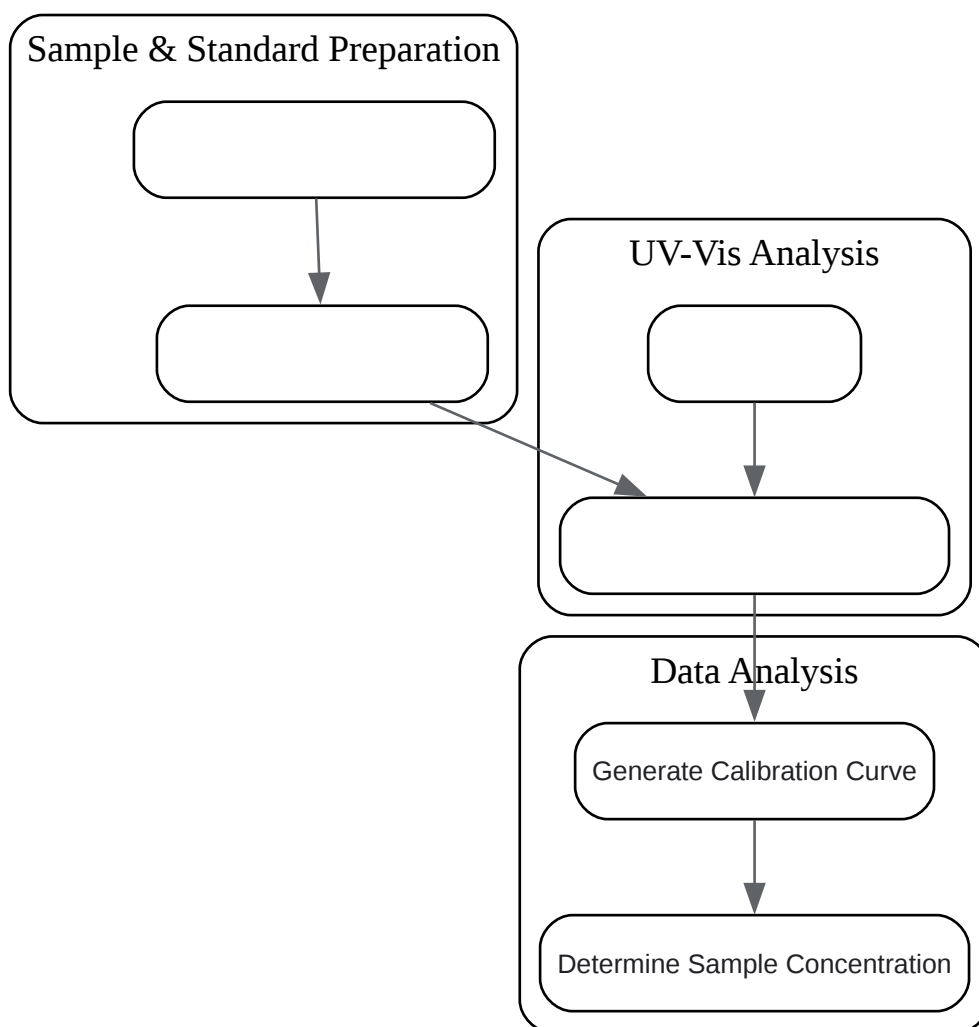 Sample & Standard Preparation
UV-Vis Analysis
Data Analysis
Generate Calibration Curve
Determine Sample Concentration